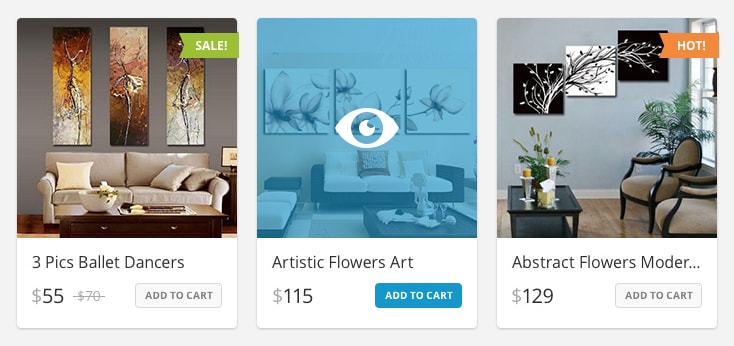 SALE!
3 Pics Ballet Dancers
$55 $70 ADD TO CART
Artistic Flowers Art
$115 ADD TO CART
HOT!
Abstract Flowers Moder...
$129 ADD TO CART